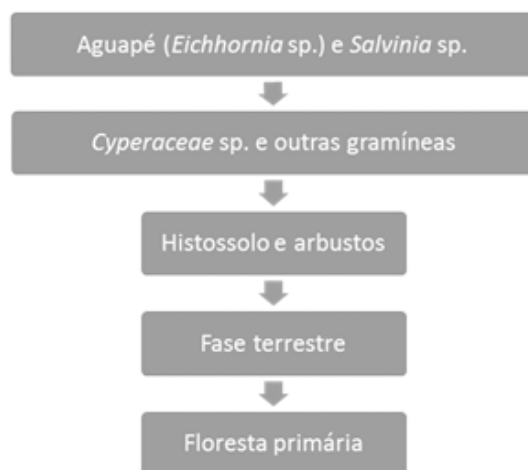 Aguapé (Eichhornia sp.) e Salvinia sp.
Cyperaceae sp. e outras gramíneas
Histossolo e arbustos
Fase terrestre
Floresta primária